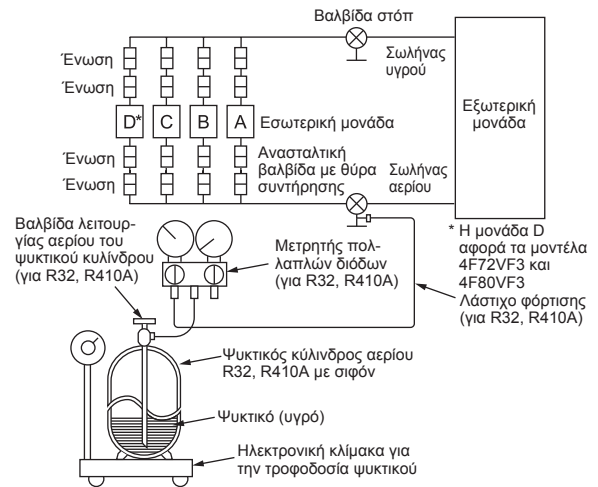 Βαλβίδα στόπ
Ένωση
Ένωση
Σωλήνας
υγρού
D*
C
B
A
Εσωτερική μονάδα
Εξωτερική
μονάδα
Ένωση
Ένωση
Ανασταλτική
βαλβίδα με θύρα
συντήρησης
Σωλήνας
αερίου
Βαλβίδα λειτουρ-
γίας αερίου του
ψυκτικού κυλίνδρου
(για R32, R410A)
Μετρητής πολ-
λαπλών διόδων
(για R32, R410A)
* Η μονάδα D
αφορά τα μοντέλα
4F72VF3 και
4F80VF3
Λάστιχο φόρτισης
(για R32, R410A)
Ψυκτικός κύλινδρος αερίου
R32, R410A με σιφόν
Ψυκτικό (υγρό)
Ηλεκτρονική κλίμακα για
την τροφοδοσία ψυκτικού